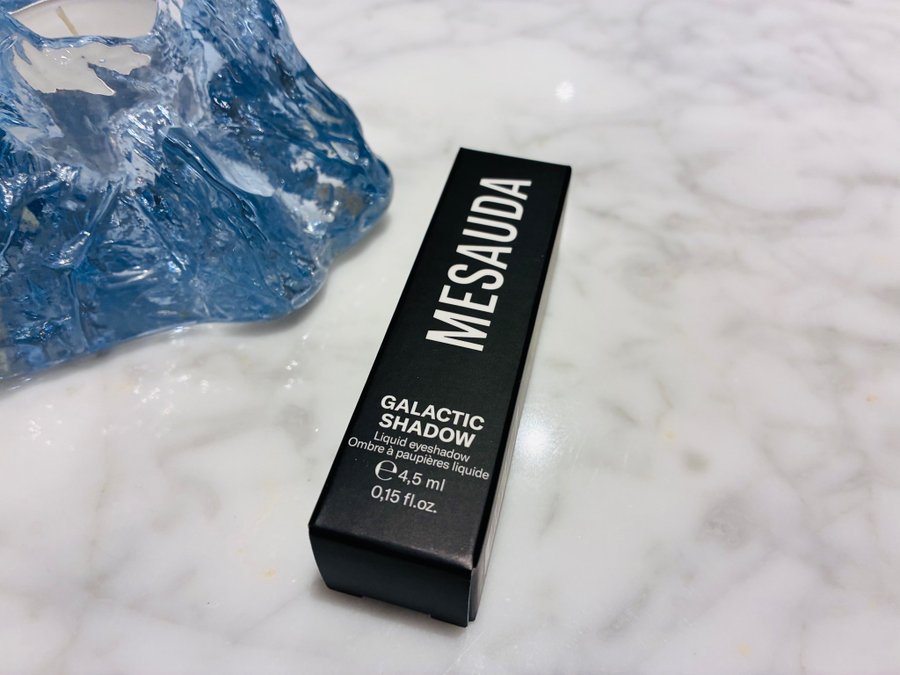 MESAUDA
GALACTIC
SHADOW
Liquid eyeshadow
Ombre à paupières liquide
℮ 4,5 ml
0,15 fl.oz.